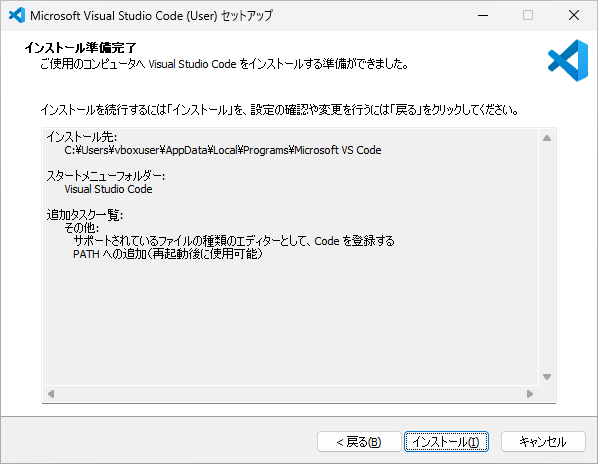 Microsoft Visual Studio Code (User) セットアップ
インストール準備完了
ご使用のコンピュータへ Visual Studio Code をインストールする準備ができました。
インストールを続行するには「インストール」を、設定の確認や変更を行うには「戻る」をクリックしてください。
インストール先:
C:¥Users¥vboxuser¥AppData¥Local¥Programs¥Microsoft VS Code
スタートメニューフォルダー:
Visual Studio Code
追加タスク一覧:
その他:
サポートされているファイルの種類のエディターとして、Code を登録する
PATH への追加(再起動後に使用可能)
< 戻る(B)
インストール(I)
キャンセル